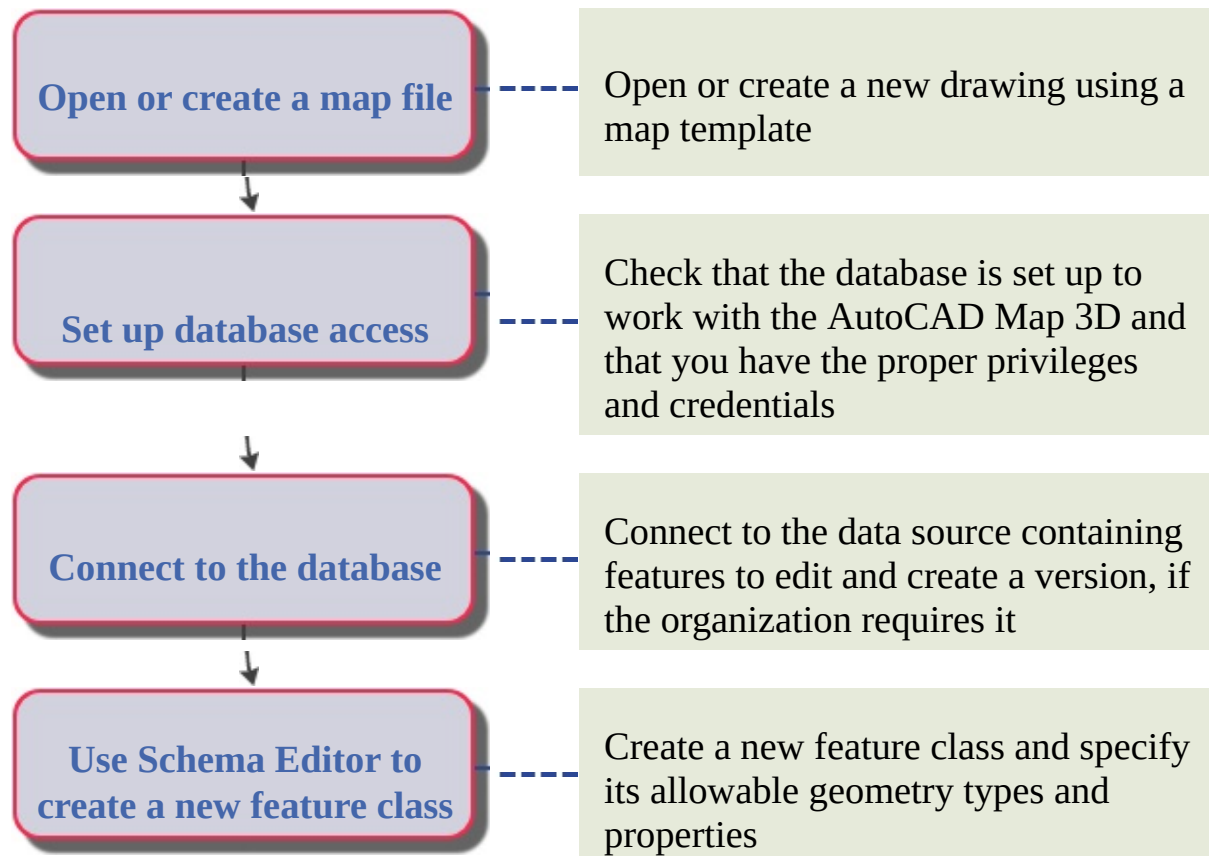 Open or create a map file
Open or create a new drawing using a
map template
Set up database access
Check that the database is set up to
work with the AutoCAD Map 3D and
that you have the proper privileges
and credentials
Connect to the database
Connect to the data source containing
features to edit and create a version, if
the organization requires it
Use Schema Editor to
create a new feature class
Create a new feature class and specify
its allowable geometry types and
properties